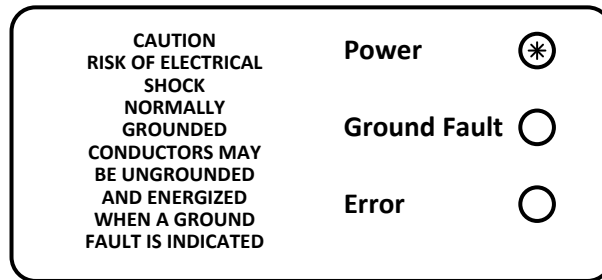 CAUTION
RISK OF ELECTRICAL
SHOCK
NORMALLY
GROUNDED
CONDUCTORS MAY
BE UNGROUNDED
AND ENERGIZED
WHEN A GROUND
FAULT IS INDICATED
Power
Ground Fault
Error